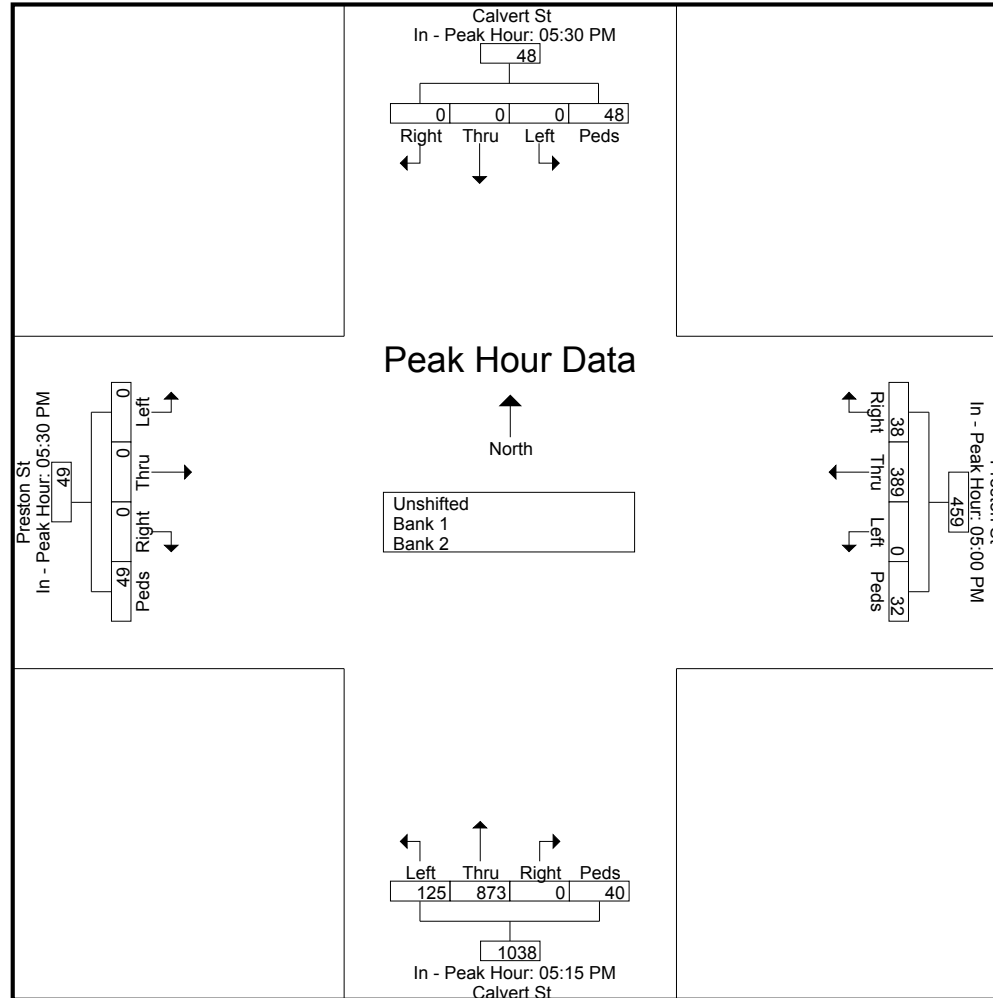 Calvert St
In - Peak Hour: 05:30 PM
48
0 0 0 48
Right Thru Left Peds
Peak Hour Data
North
Unshifted
Bank 1
Bank 2
Preston St
In - Peak Hour: 05:30 PM
49
0 0 0 49
Left Thru Right Peds
In - Peak Hour: 05:00 PM
459
38 389 0 32
Right Thru Left Peds
Left Thru Right Peds
125 873 0 40
1038
In - Peak Hour: 05:15 PM
Calvert St